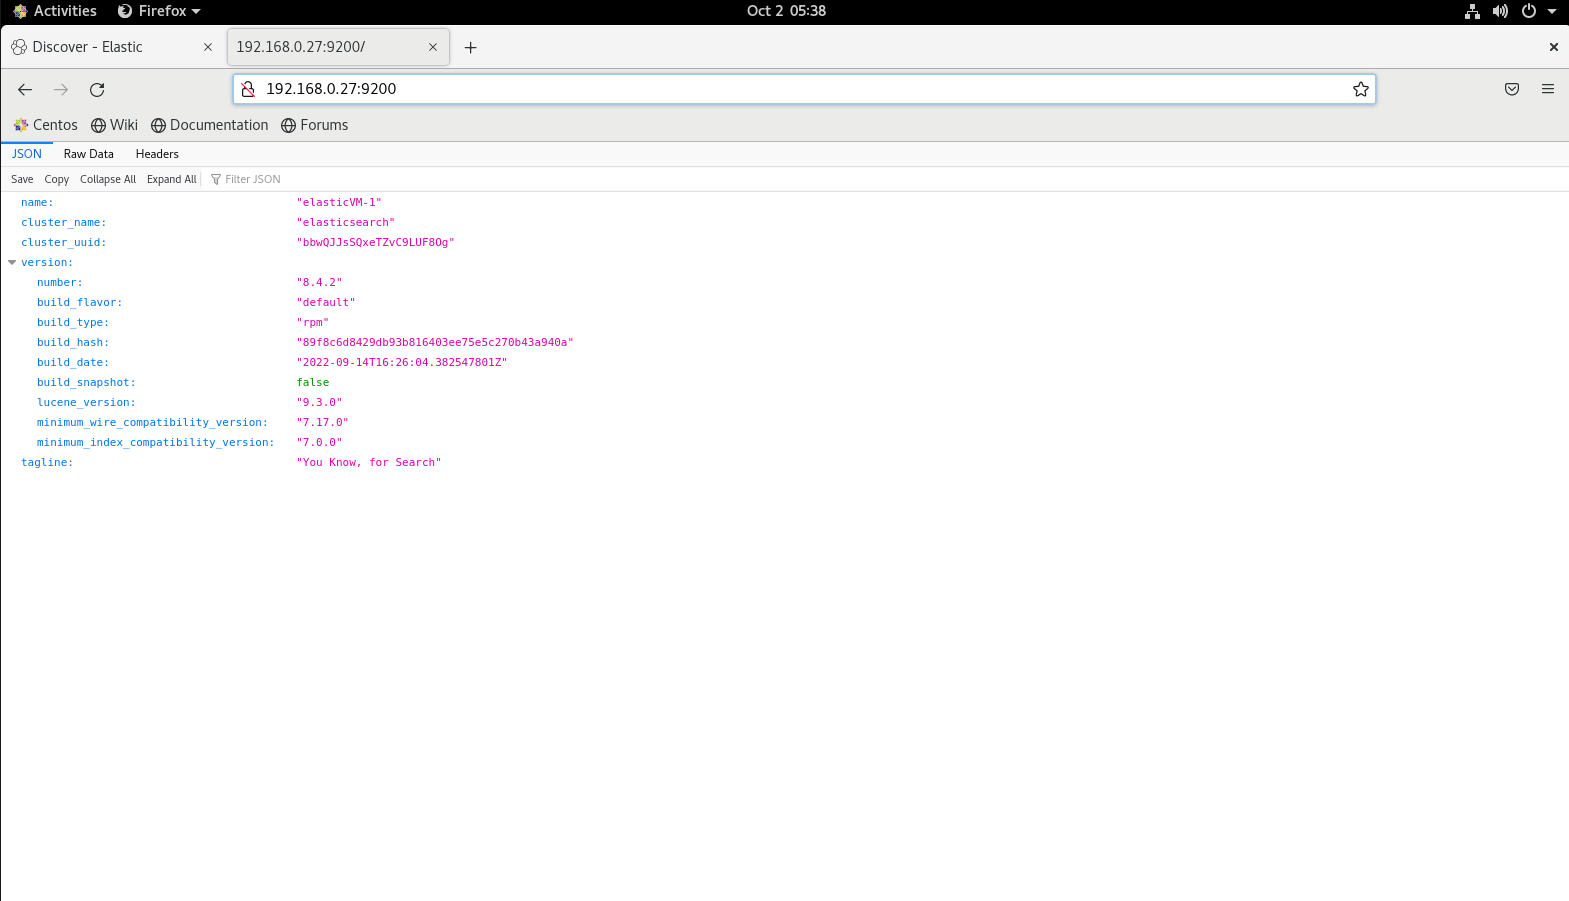 Activities Firefox Oct 2 05:38
Discover - Elastic 192.168.0.27:9200/
192.168.0.27:9200
Centos Wiki Documentation Forums
JSON Raw Data Headers
Save Copy Collapse All Expand All Filter JSON
name: "elasticVM-1"
cluster_name: "elasticsearch"
cluster_uuid: "bbwQJJsSQxeTZvC9LUF8Og"
version:
number: "8.4.2"
build_flavor: "default"
build_type: "rpm"
build_hash: "89f8c6d8429db93b816403ee75e5c270b43a940a"
build_date: "2022-09-14T16:26:04.382547801Z"
build_snapshot: false
lucene_version: "9.3.0"
minimum_wire_compatibility_version: "7.17.0"
minimum_index_compatibility_version: "7.0.0"
tagline: "You Know, for Search"